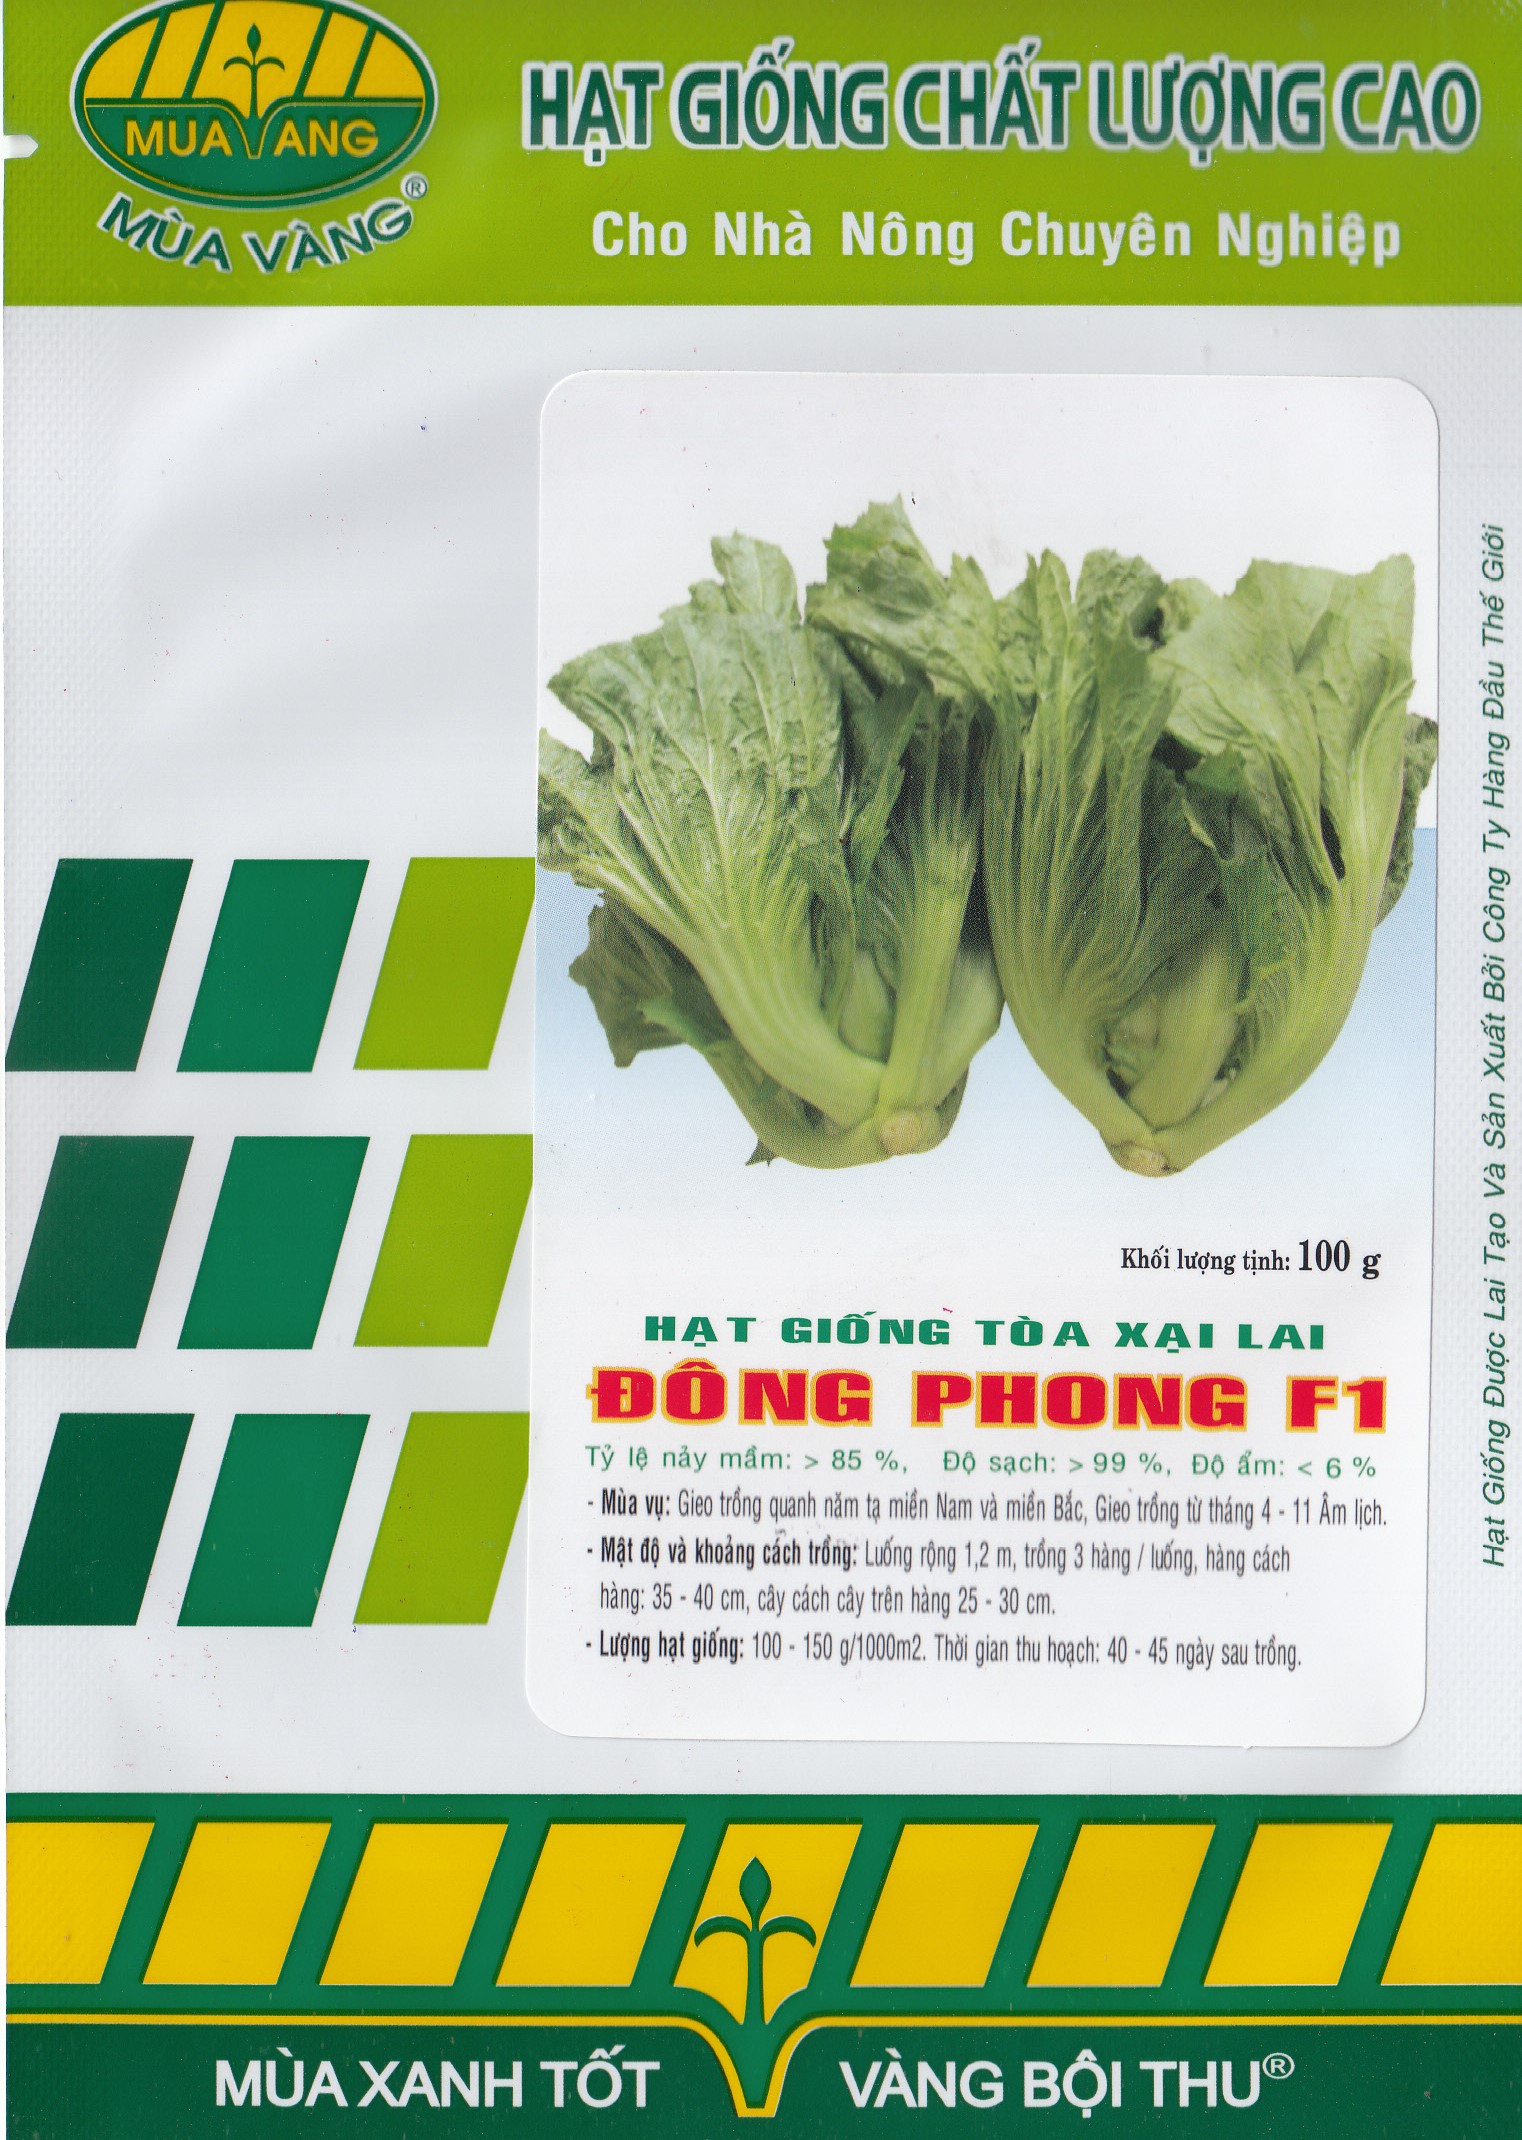 MUA VANG
MÙA VÀNG®
HẠT GIỐNG CHẤT LƯỢNG CAO
Cho Nhà Nông Chuyên Nghiệp
Hạt Giống Được Lai Tạo Và Sản Xuất Bởi Công Ty Hàng Đầu Thế Giới
Khối lượng tịnh: 100 g
HẠT GIỐNG TÒA XẠI LAI
ĐÔNG PHONG F1
Tỷ lệ nảy mầm: > 85 %, Độ sạch: > 99 %, Độ ẩm: < 6 %
- Mùa vụ: Gieo trồng quanh năm tạ miền Nam và miền Bắc, Gieo trồng từ tháng 4 - 11 Âm lịch.
- Mật độ và khoảng cách trồng: Luống rộng 1,2 m, trồng 3 hàng / luống, hàng cách
hàng: 35 - 40 cm, cây cách cây trên hàng 25 - 30 cm.
- Lượng hạt giống: 100 - 150 g/1000m2. Thời gian thu hoạch: 40 - 45 ngày sau trồng.
MÙA XANH TỐT VÀNG BỘI THU®